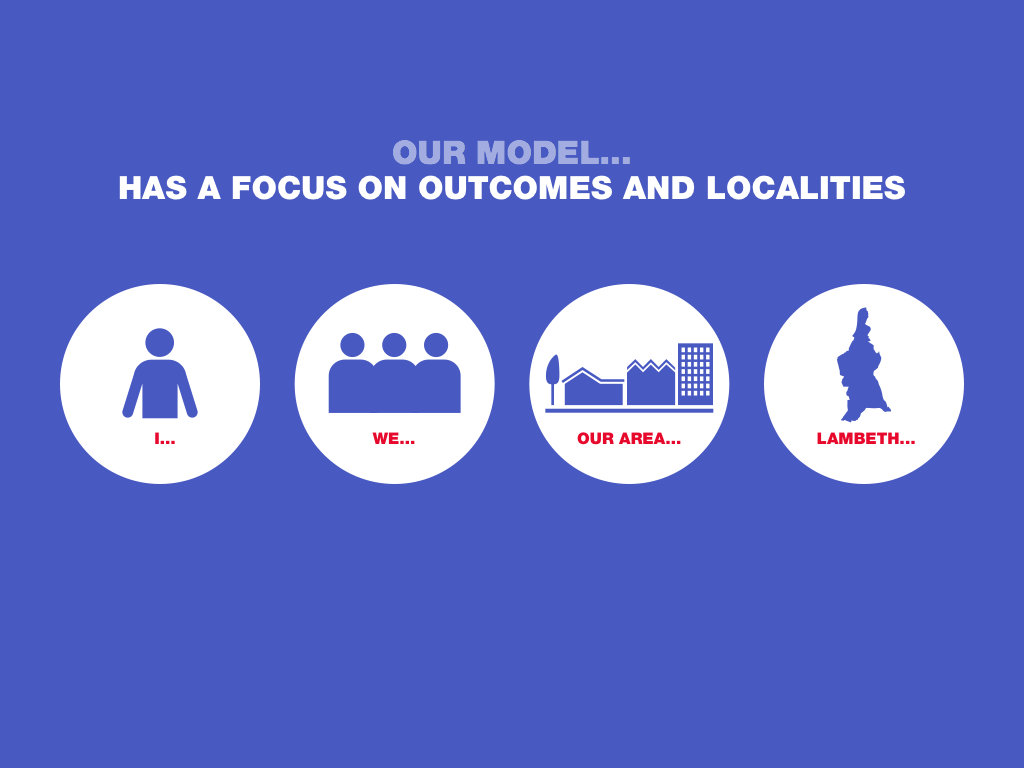 OUR MODEL...
HAS A FOCUS ON OUTCOMES AND LOCALITIES
I...
WE...
OUR AREA...
LAMBETH...